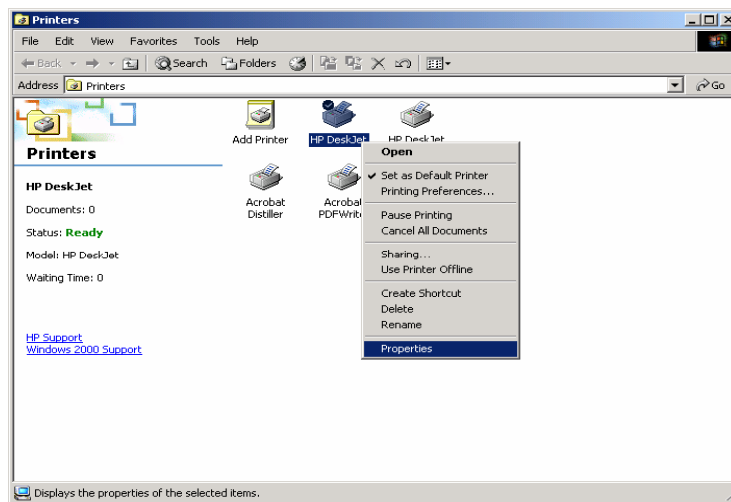 Printers
File Edit View Favorites Tools Help
Back Search Folders
Address Printers Go
Printers
HP DeskJet
Documents: 0
Status: Ready
Model: HP DeskJet
Waiting Time: 0
HP Support
Windows 2000 Support
Add Printer
HP DeskJet
HP DeskJet
Acrobat
Distiller
Acrobat
PDFWrite
Open
Set as Default Printer
Printing Preferences...
Pause Printing
Cancel All Documents
Sharing...
Use Printer Offline
Create Shortcut
Delete
Rename
Properties
Displays the properties of the selected items.